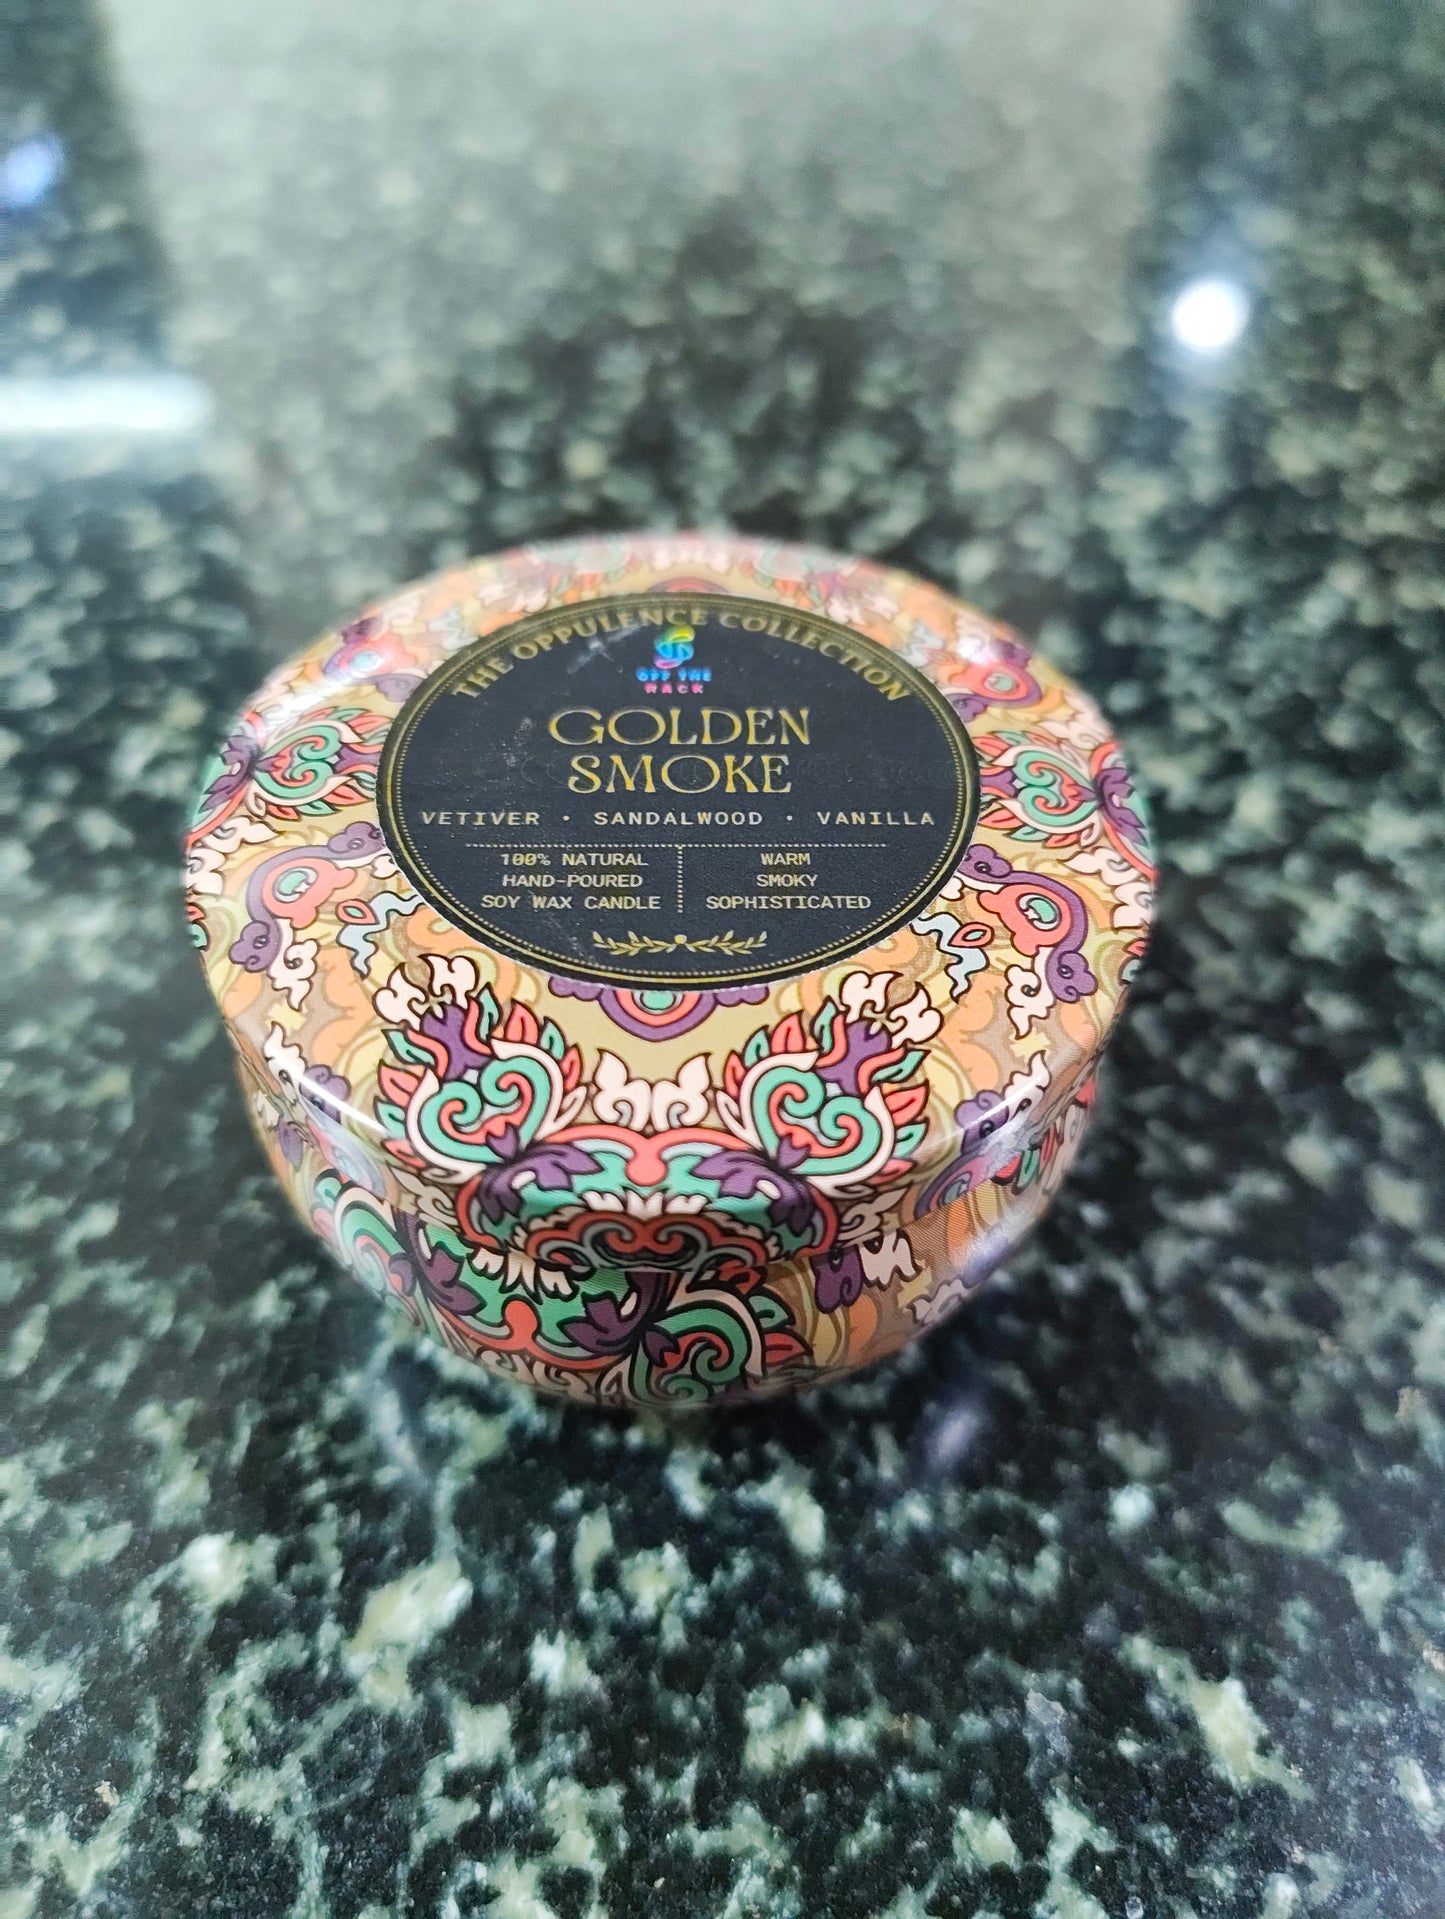 THE OPPULENCE COLLECTION
OFF THE
RACK
GOLDEN
SMOKE
VETIVER · SANDALWOOD · VANILLA
100% NATURAL
HAND-POURED
SOY WAX CANDLE
WARM
SMOKY
SOPHISTICATED